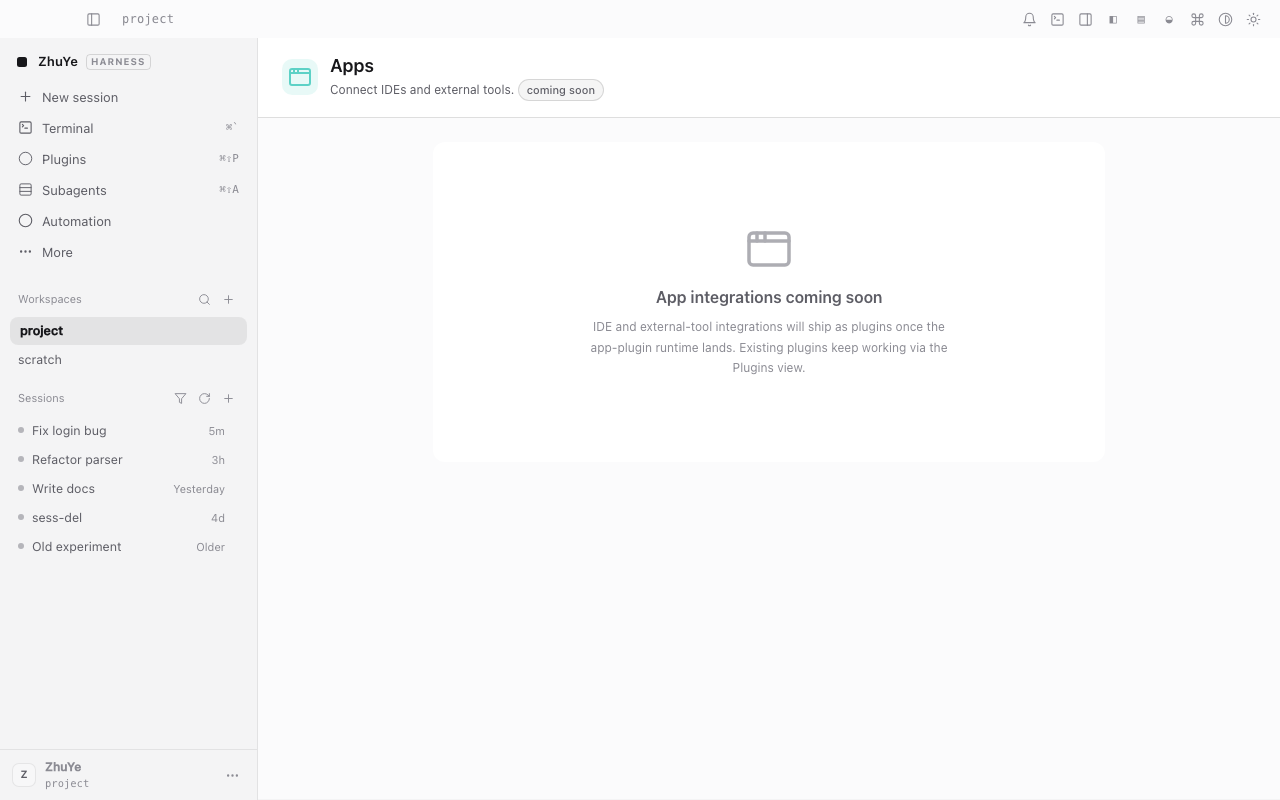 project
ZhuYe HARNESS
New session
Terminal ⌘`
Plugins ⌘⇧P
Subagents ⌘⇧A
Automation
More
Workspaces
project
scratch
Sessions
Fix login bug 5m
Refactor parser 3h
Write docs Yesterday
sess-del 4d
Old experiment Older
Z ZhuYe
project
Apps
Connect IDEs and external tools. coming soon
App integrations coming soon
IDE and external-tool integrations will ship as plugins once the
app-plugin runtime lands. Existing plugins keep working via the
Plugins view.